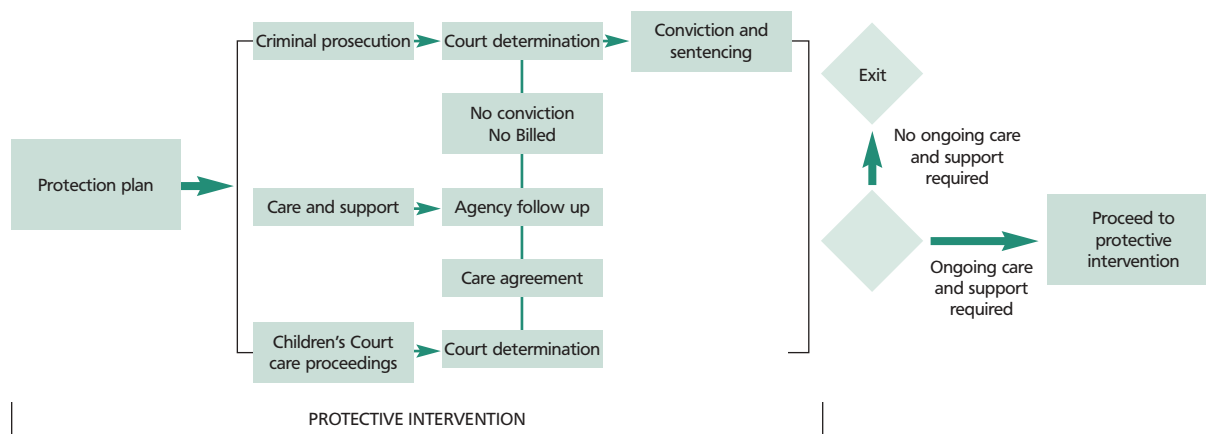 Protection plan
Criminal prosecution
Court determination
Conviction and
sentencing
No conviction
No Billed
Care and support
Agency follow up
Care agreement
Children's Court
care proceedings
Court determination
Exit
No ongoing care
and support
required
Ongoing care
and support
required
Proceed to
protective
intervention
PROTECTIVE INTERVENTION